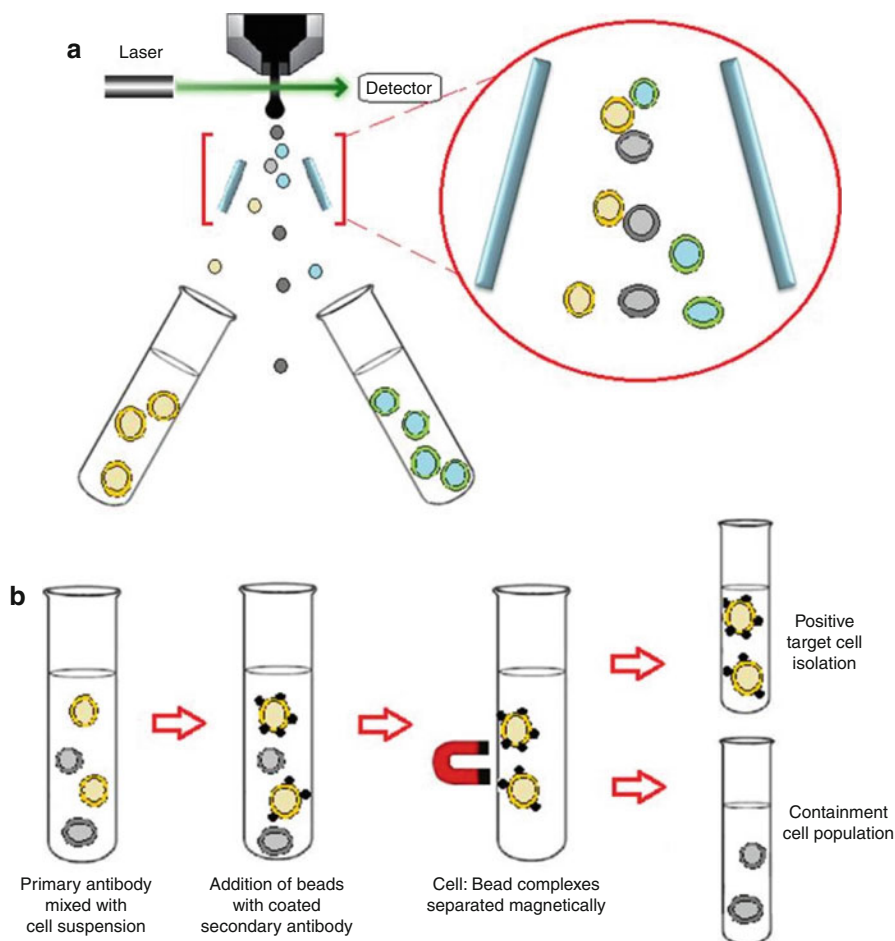 a
Laser
Detector
b
Primary antibody
mixed with
cell suspension
Addition of beads
with coated
secondary antibody
Cell: Bead complexes
separated magnetically
Positive
target cell
isolation
Containment
cell population